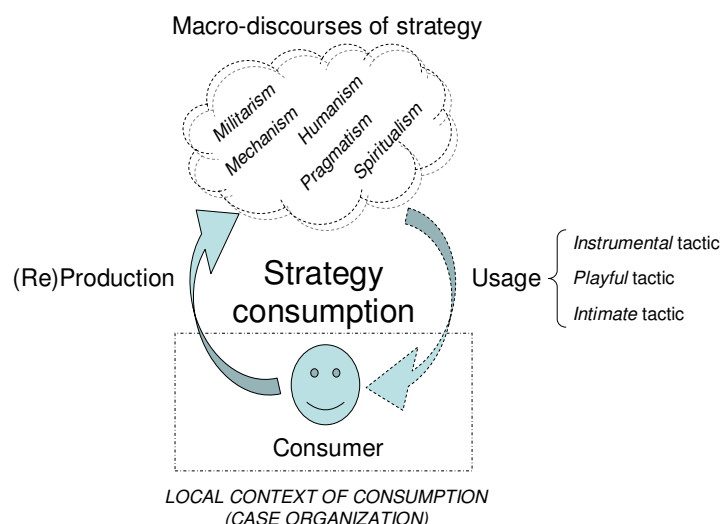 Macro-discourses of strategy
Militarism
Mechanism
Humanism
Pragmatism
Spiritualism
(Re)Production
Strategy
consumption
Usage
Instrumental tactic
Playful tactic
Intimate tactic
Consumer
LOCAL CONTEXT OF CONSUMPTION
(CASE ORGANIZATION)